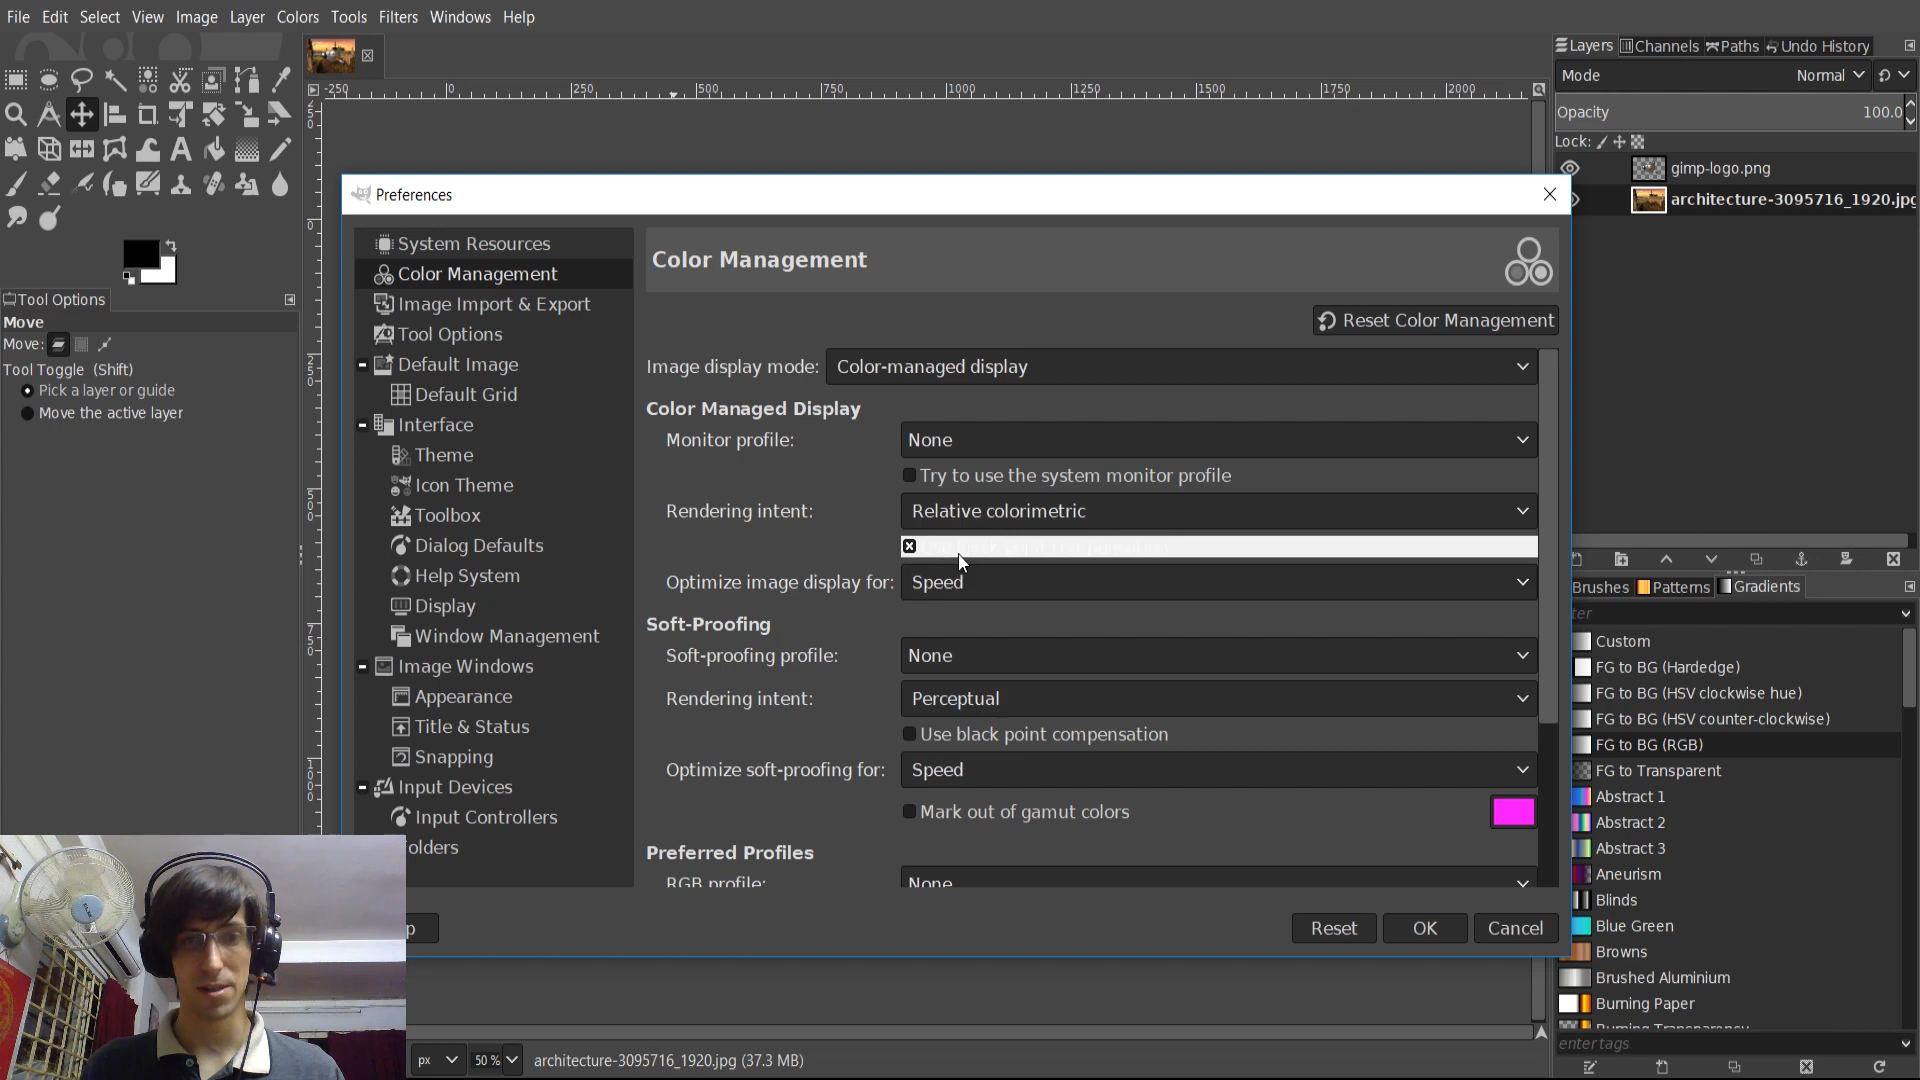 File Edit Select View Image Layer Colors Tools Filters Windows Help
-250 0 250 500 750 1000 1250 1500 1750 2000
Tool Options
Move
Move:
Tool Toggle (Shift)
Pick a layer or guide
Move the active layer
Preferences
System Resources
Color Management
Image Import & Export
Tool Options
Default Image
Default Grid
Interface
Theme
Icon Theme
Toolbox
Dialog Defaults
Help System
Display
Window Management
Image Windows
Appearance
Title & Status
Snapping
Input Devices
Input Controllers
olders
Color Management
Reset Color Management
Image display mode: Color-managed display
Color Managed Display
Monitor profile: None
Try to use the system monitor profile
Rendering intent: Relative colorimetric
Optimize image display for: Speed
Soft-Proofing
Soft-proofing profile: None
Rendering intent: Perceptual
Use black point compensation
Optimize soft-proofing for: Speed
Mark out of gamut colors
Preferred Profiles
RGB profile: None
p
Reset OK Cancel
px 50 % architecture-3095716_1920.jpg (37.3 MB)
Layers Channels Paths Undo History
Mode Normal
Opacity 100.0
Lock:
gimp-logo.png
architecture-3095716_1920.jpg
Brushes Patterns Gradients
ter
Custom
FG to BG (Hardedge)
FG to BG (HSV clockwise hue)
FG to BG (HSV counter-clockwise)
FG to BG (RGB)
FG to Transparent
Abstract 1
Abstract 2
Abstract 3
Aneurism
Blinds
Blue Green
Browns
Brushed Aluminium
Burning Paper
Burning Transparency
enter tags